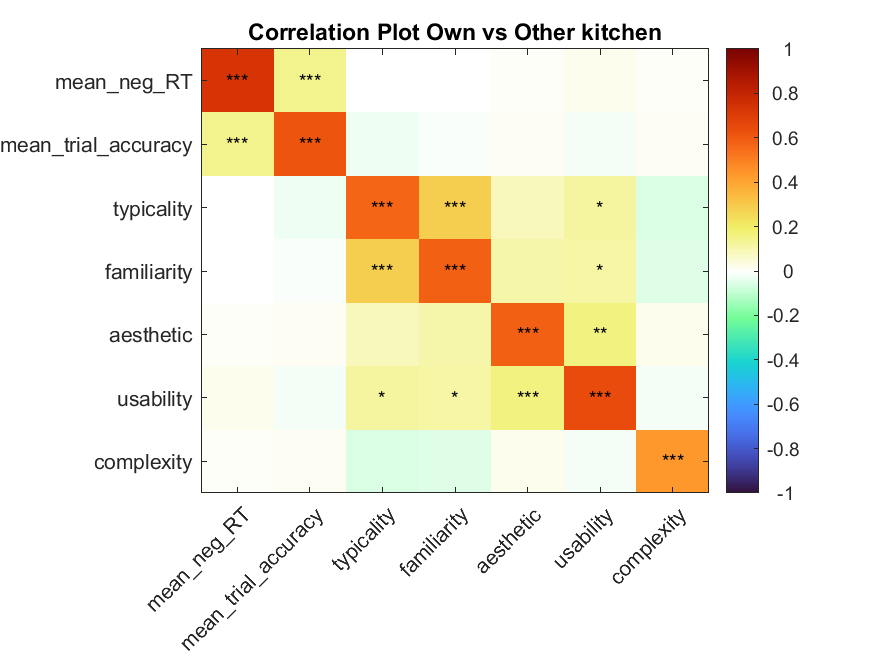 Correlation Plot Own vs Other kitchen
mean_neg_RT *** ***
mean_trial_accuracy *** ***
typicality *** *** *
familiarity *** *** *
aesthetic *** **
usability * * *** ***
complexity ***
mean_neg_RT
mean_trial_accuracy
typicality
familiarity
aesthetic
usability
complexity
1
0.8
0.6
0.4
0.2
0
-0.2
-0.4
-0.6
-0.8
-1